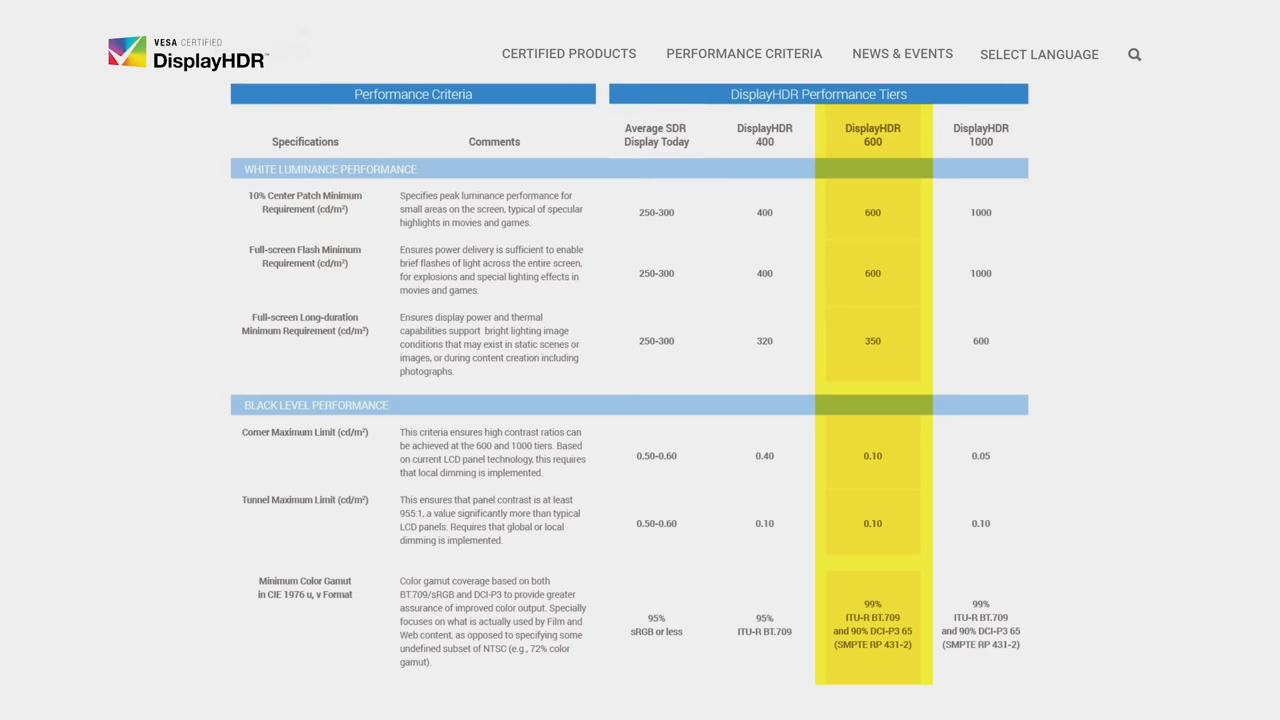 VESA CERTIFIED
DisplayHDR™
CERTIFIED PRODUCTS
PERFORMANCE CRITERIA
NEWS & EVENTS
SELECT LANGUAGE
Performance Criteria
DisplayHDR Performance Tiers
Specifications
Comments
Average SDR
Display Today
DisplayHDR
400
DisplayHDR
600
DisplayHDR
1000
WHITE LUMINANCE PERFORMANCE
10% Center Patch Minimum
Requirement (cd/m²)
Specifies peak luminance performance for
small areas on the screen, typical of specular
highlights in movies and games.
250-300
400
600
1000
Full-screen Flash Minimum
Requirement (cd/m²)
Ensures power delivery is sufficient to enable
brief flashes of light across the entire screen,
for explosions and special lighting effects in
movies and games.
250-300
400
600
1000
Full-screen Long-duration
Minimum Requirement (cd/m²)
Ensures display power and thermal
capabilities support bright lighting image
conditions that may exist in static scenes or
images, or during content creation including
photographs.
250-300
320
350
600
BLACK LEVEL PERFORMANCE
Corner Maximum Limit (cd/m²)
This criteria ensures high contrast ratios can
be achieved at the 600 and 1000 tiers. Based
on current LCD panel technology, this requires
that local dimming is implemented.
0.50-0.60
0.40
0.10
0.05
Tunnel Maximum Limit (cd/m²)
This ensures that panel contrast is at least
955:1, a value significantly more than typical
LCD panels. Requires that global or local
dimming is implemented.
0.50-0.60
0.10
0.10
0.10
Minimum Color Gamut
in CIE 1976 u, v Format
Color gamut coverage based on both
BT.709/sRGB and DCI-P3 to provide greater
assurance of improved color output. Specially
focuses on what is actually used by Film and
Web content, as opposed to specifying some
undefined subset of NTSC (e.g., 72% color
gamut).
95%
sRGB or less
95%
ITU-R BT.709
99%
ITU-R BT.709
and 90% DCI-P3 65
(SMPTE RP 431-2)
99%
ITU-R BT.709
and 90% DCI-P3 65
(SMPTE RP 431-2)